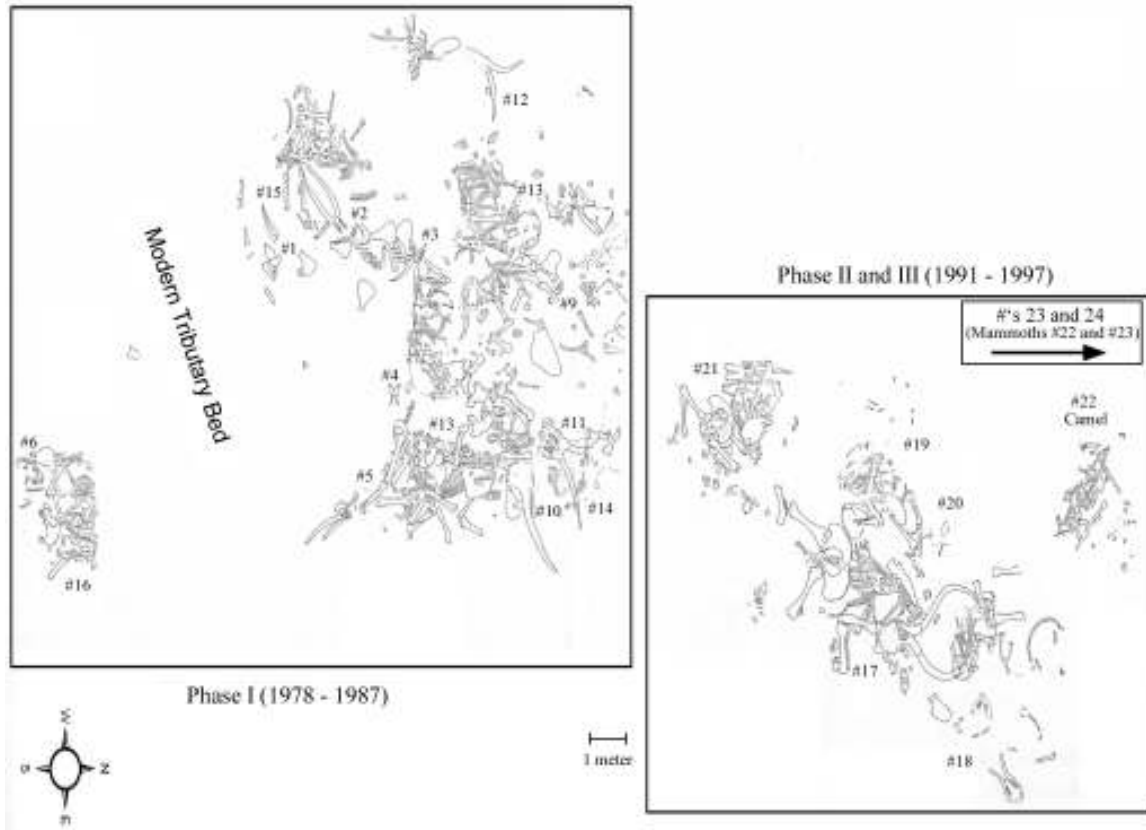 #12
#15
#13
#2
#3
#1
Modern Tributary Bed
#9
#4
#13
#11
#6
#5
#10
#14
#16
Phase I (1978 - 1987)
W
S
N
E
1 meter
Phase II and III (1991 - 1997)
#'s 23 and 24
(Mammoths #22 and #23)
#21
#22
Camel
#19
#20
#17
#18